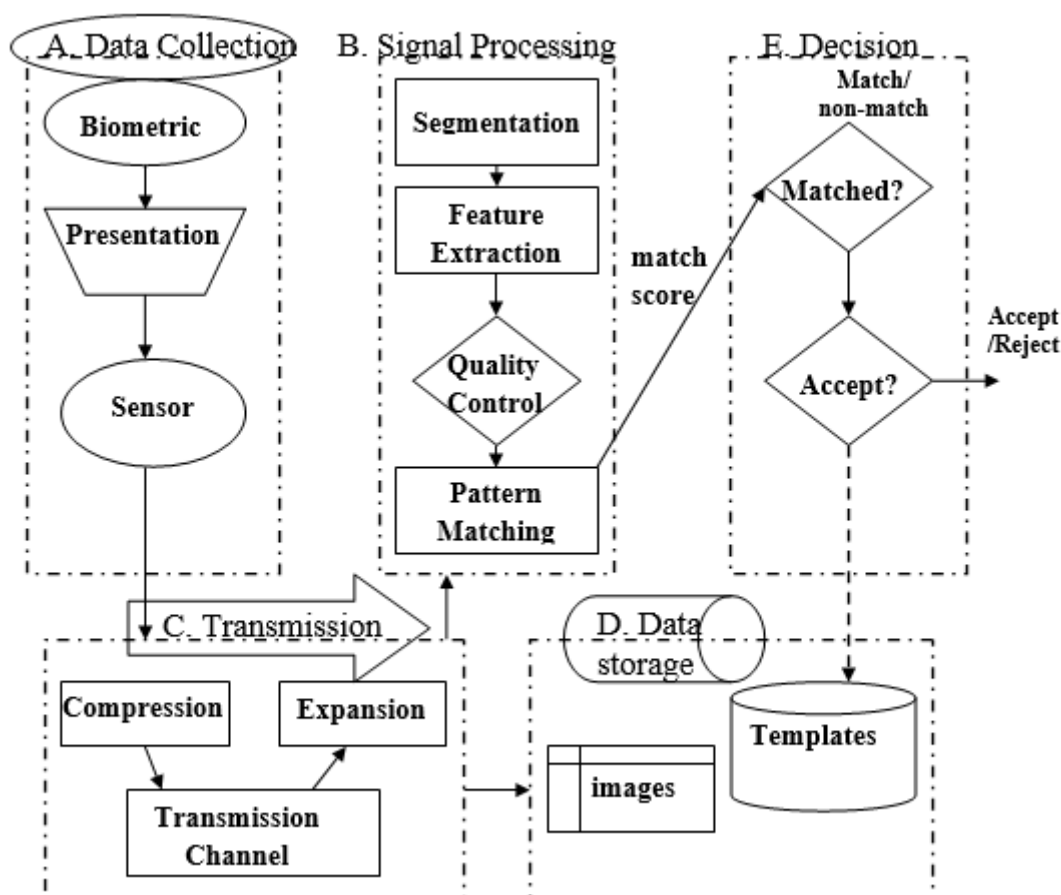 A. Data Collection
Biometric
Presentation
Sensor
B. Signal Processing
Segmentation
Feature
Extraction
Quality
Control
Pattern
Matching
match
score
E. Decision
Match/
non-match
Matched?
Accept?
Accept
/Reject
C. Transmission
Compression
Expansion
Transmission
Channel
D. Data
storage
images
Templates